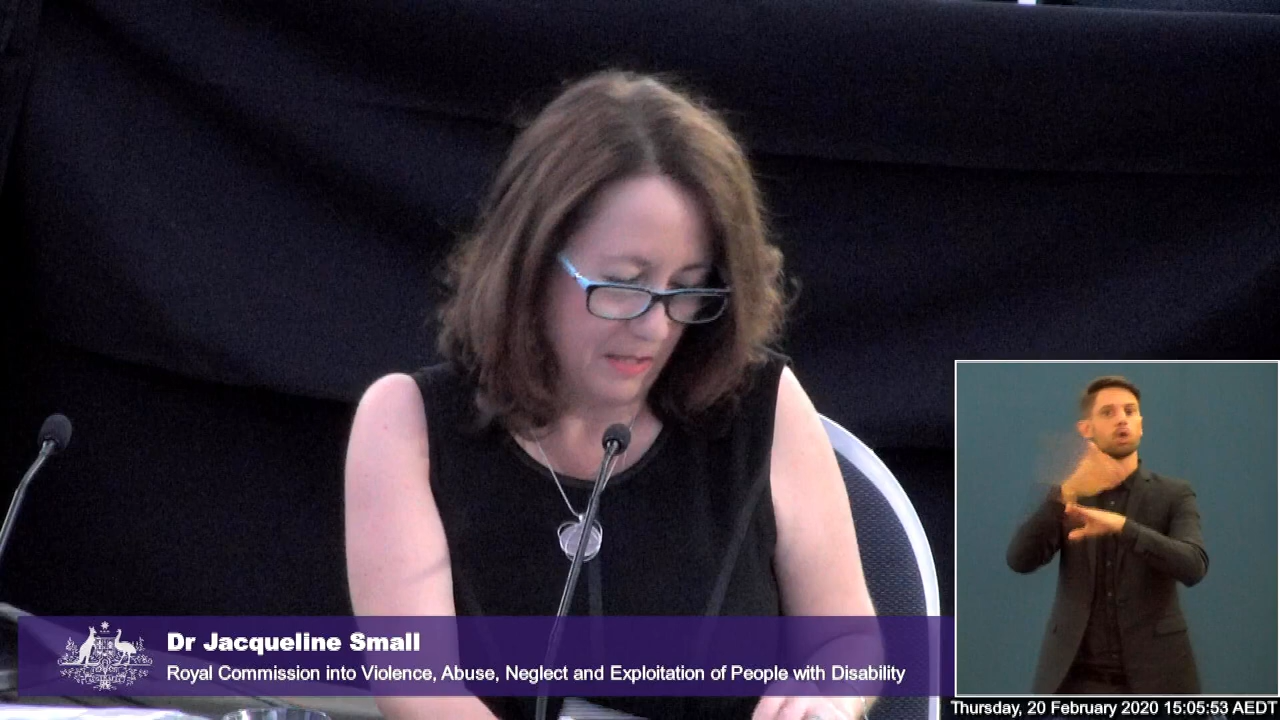 Dr Jacqueline Small
Royal Commission into Violence, Abuse, Neglect and Exploitation of People with Disability
Thursday, 20 February 2020 15:05:53 AEDT